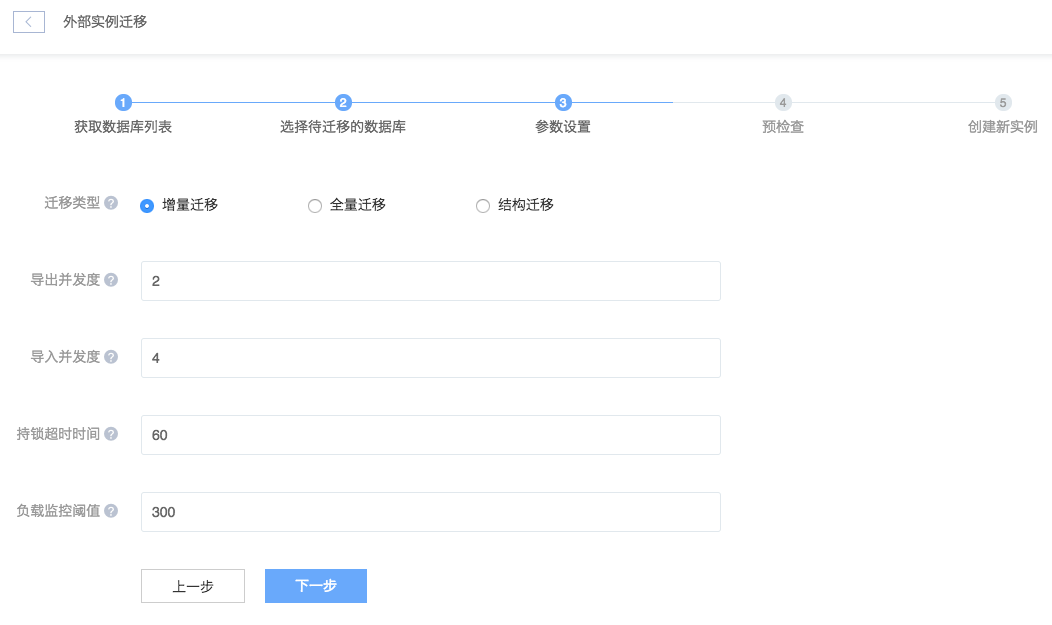 外部实例迁移
1 2 3 4 5
获取数据库列表 选择待迁移的数据库 参数设置 预检查 创建新实例
迁移类型 ? 增量迁移 全量迁移 结构迁移
导出并发度 ? 2
导入并发度 ? 4
持锁超时时间 ? 60
负载监控阈值 ? 300
上一步 下一步